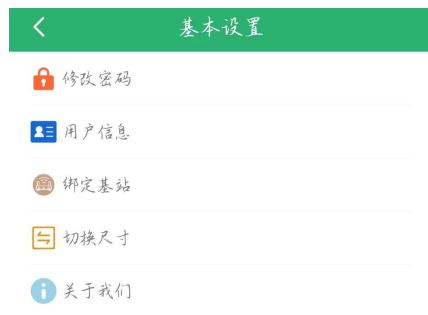 基本设置
修改密码
用户信息
绑定基站
切换尺寸
关于我们